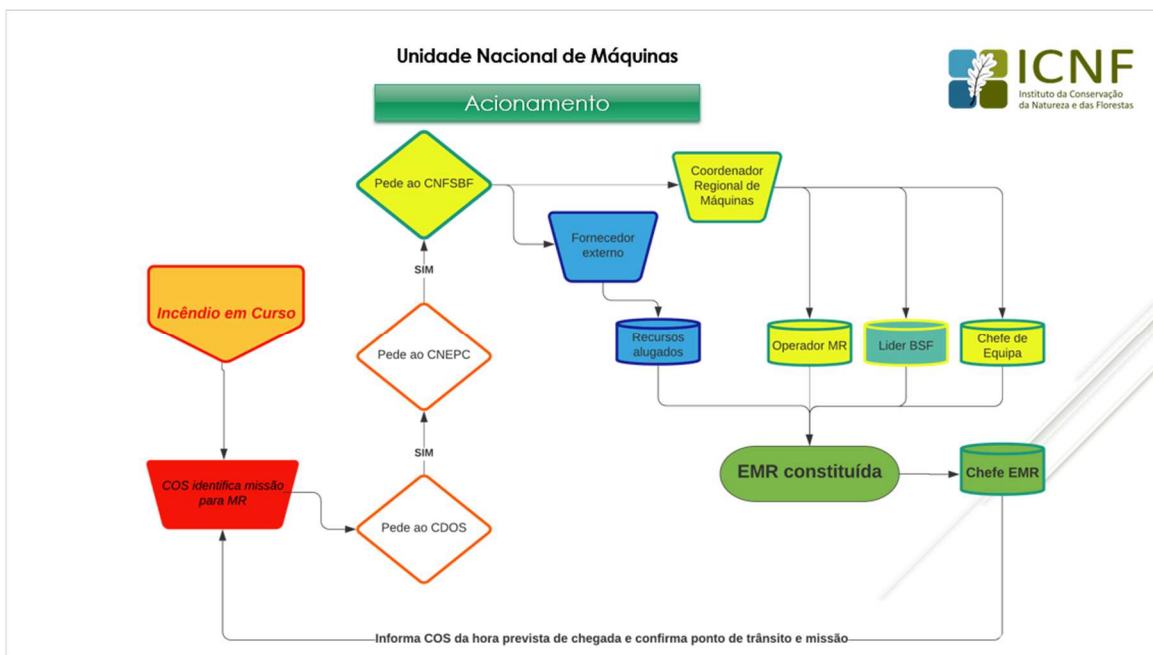 Unidade Nacional de Máquinas
Acionamento
ICNF
Instituto da Conservação
da Natureza e das Florestas
Pede ao CNFSBF
Coordenador
Regional de
Máquinas
Fornecedor
externo
SIM
Incêndio em Curso
Pede ao CNEPC
Recursos
alugados
Operador MR
Lider BSF
Chefe de
Equipa
SIM
EMR constituída
Chefe EMR
COS identifica missão
para MR
Pede ao CDOS
Informa COS da hora prevista de chegada e confirma ponto de trânsito e missão